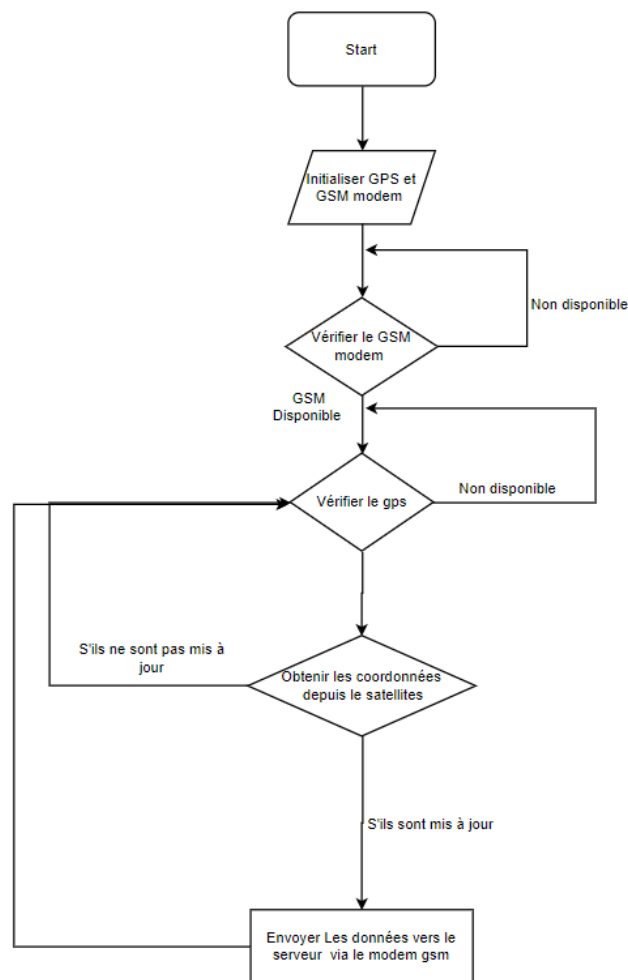 Start
Initialiser GPS et
GSM modem
Non disponible
Vérifier le GSM
modem
GSM
Disponible
Vérifier le gps
Non disponible
S'ils ne sont pas mis à
jour
Obtenir les coordonnées
depuis le satellites
S'ils sont mis à jour
Envoyer Les données vers le
serveur via le modem gsm